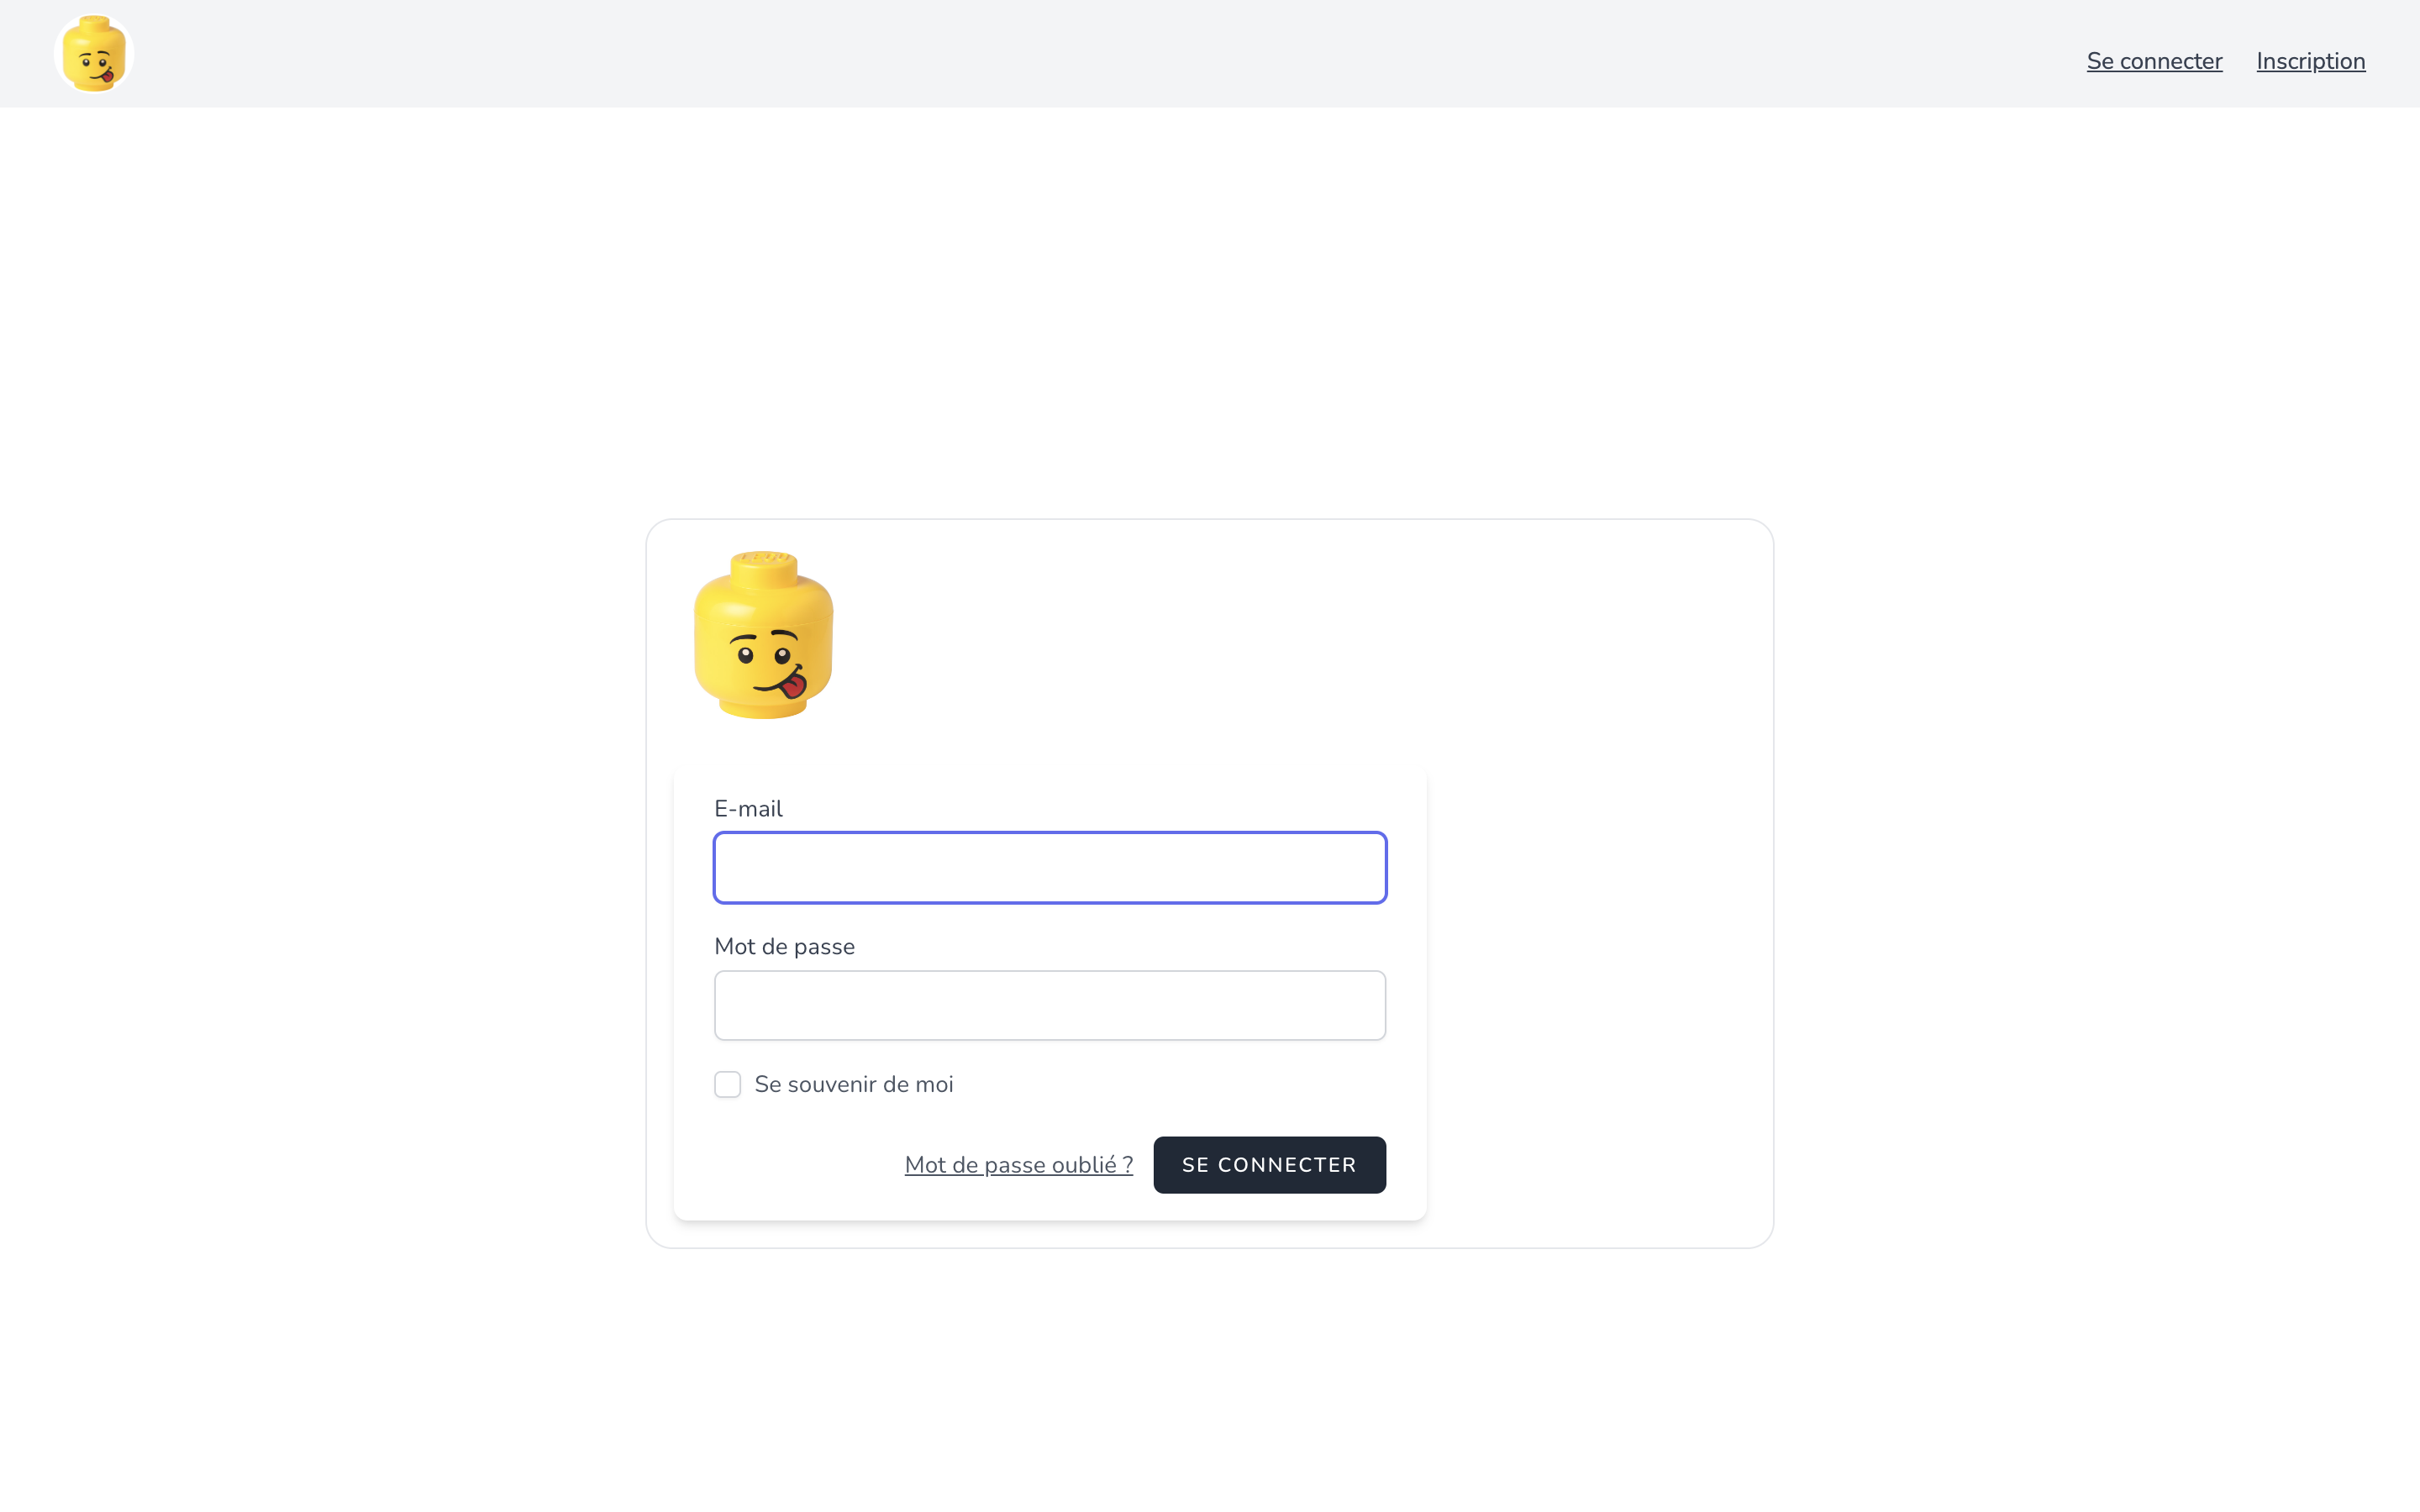 Se connecter Inscription
E-mail
Mot de passe
Se souvenir de moi
Mot de passe oublié ? SE CONNECTER